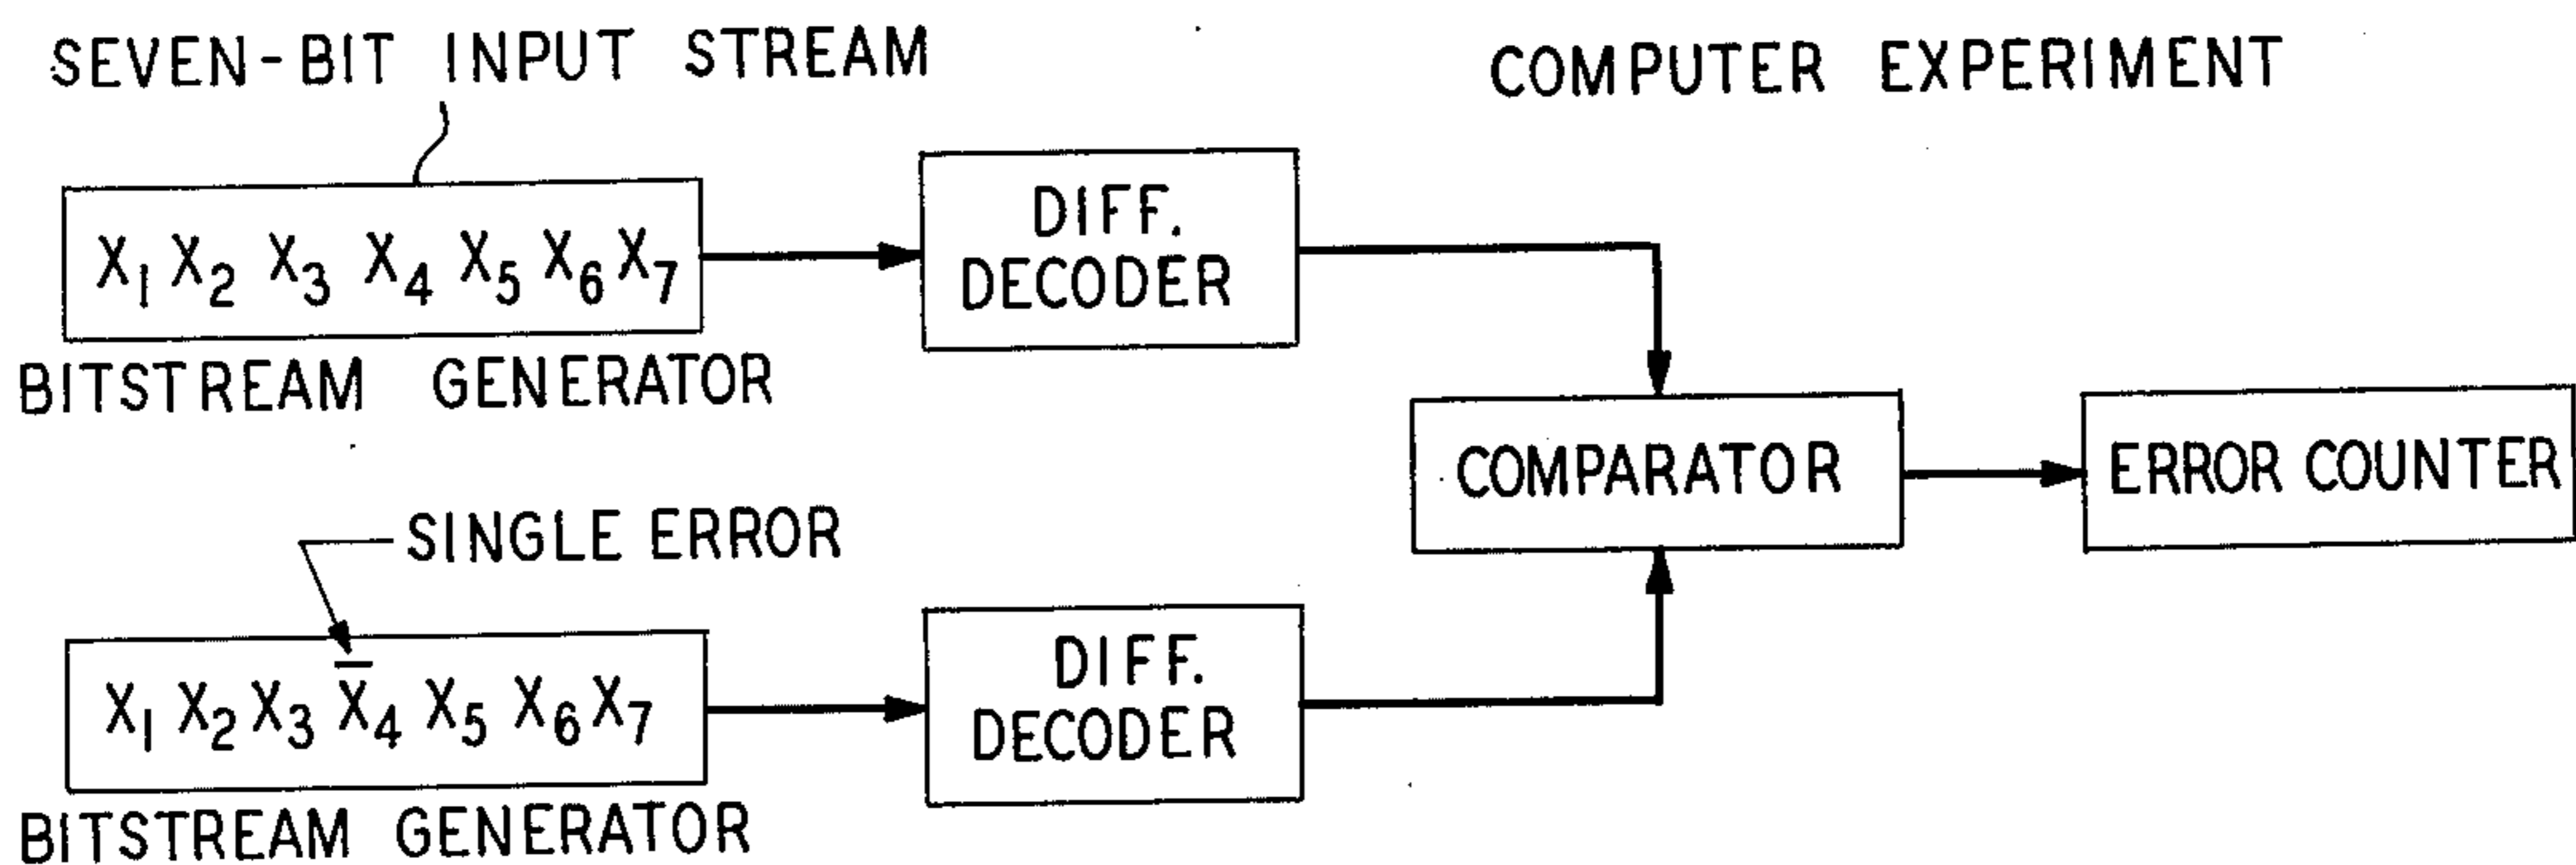 SEVEN-BIT INPUT STREAM
COMPUTER EXPERIMENT
X₁ X₂ X₃ X₄ X₅ X₆ X₇
DIFF.
DECODER
BITSTREAM GENERATOR
COMPARATOR
ERROR COUNTER
SINGLE ERROR
X₁ X₂ X₃ X̅₄ X₅ X₆ X₇
DIFF.
DECODER
BITSTREAM GENERATOR